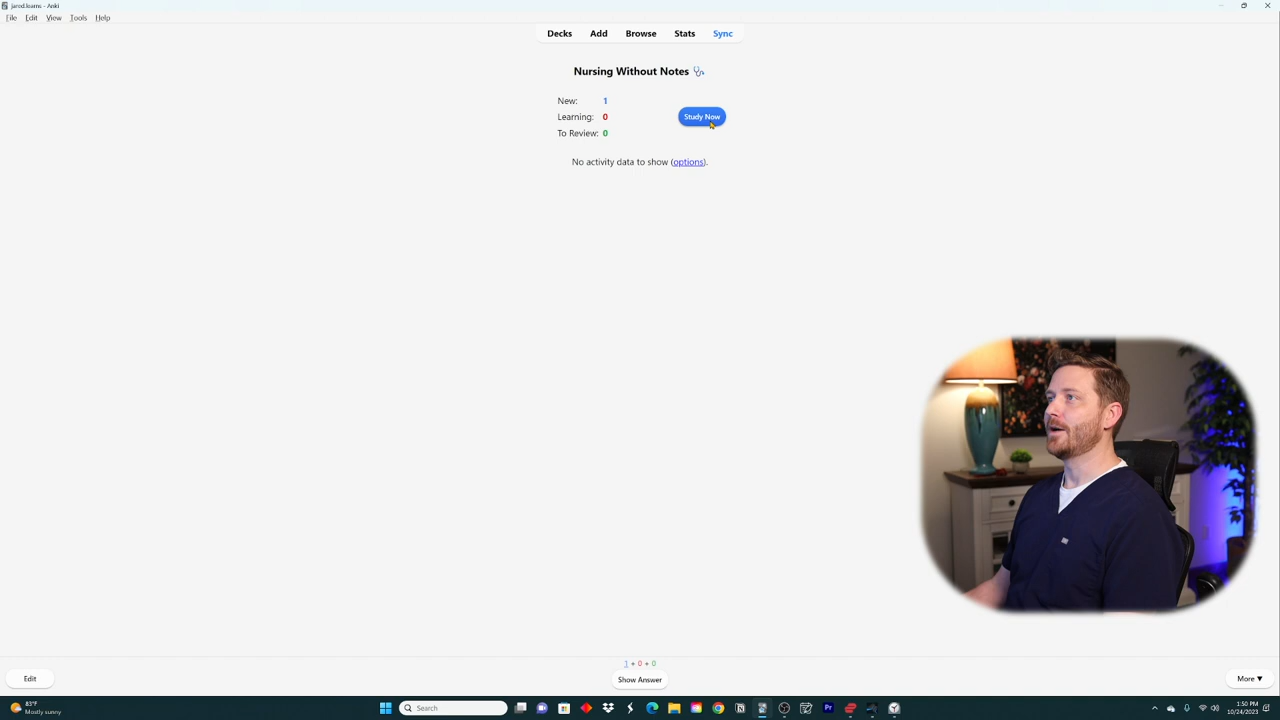 jarod.learns - Anki
File Edit View Tools Help
Decks Add Browse Stats Sync
Nursing Without Notes
New: 1
Learning: 0
To Review: 0
Study Now
No activity data to show (options).
1 + 0 + 0
Edit
Show Answer
More ▼
83°F
Mostly sunny
Search
1:50 PM
10/24/2023